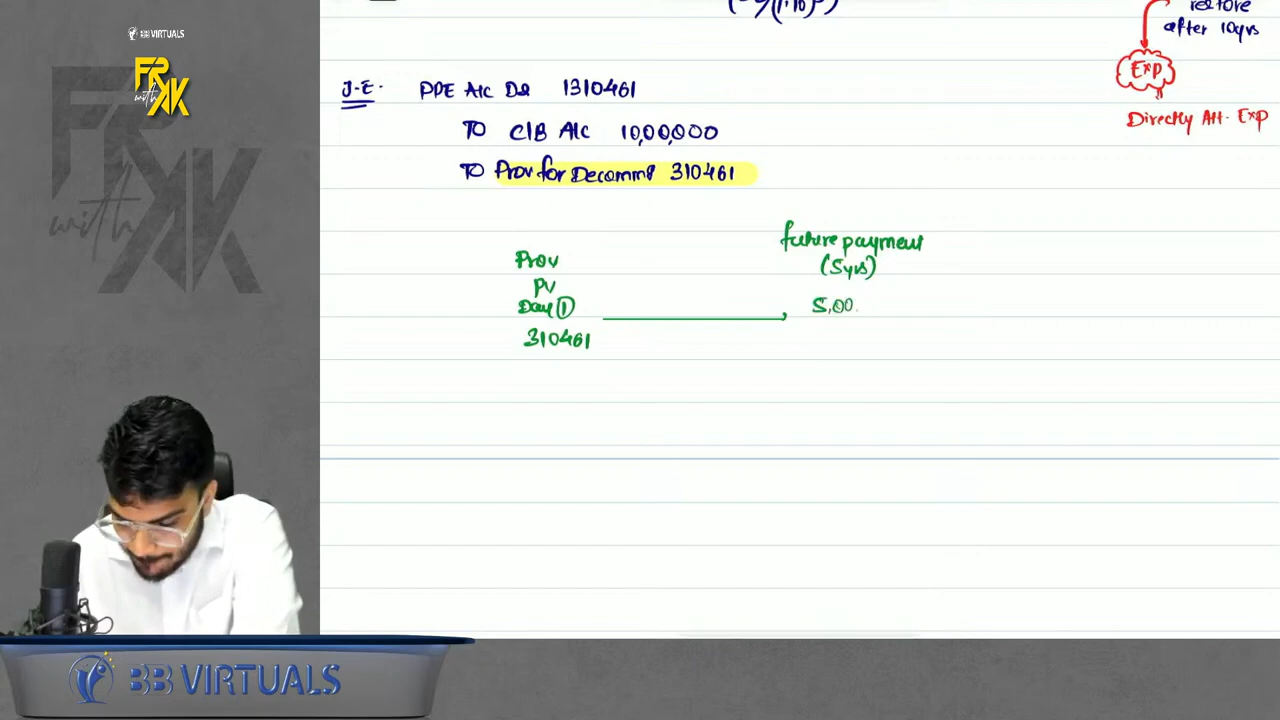 BB VIRTUALS
FR
with
AK
restore
after 10yrs
J.E. PPE A/c Dr 1310461
Exp
To C/B A/c 10,00,000
Directly Att. Exp
To Prov for Decomm 310461
future payment
(5yrs)
Prov
PV
Day 1
5,00
310461
BB VIRTUALS